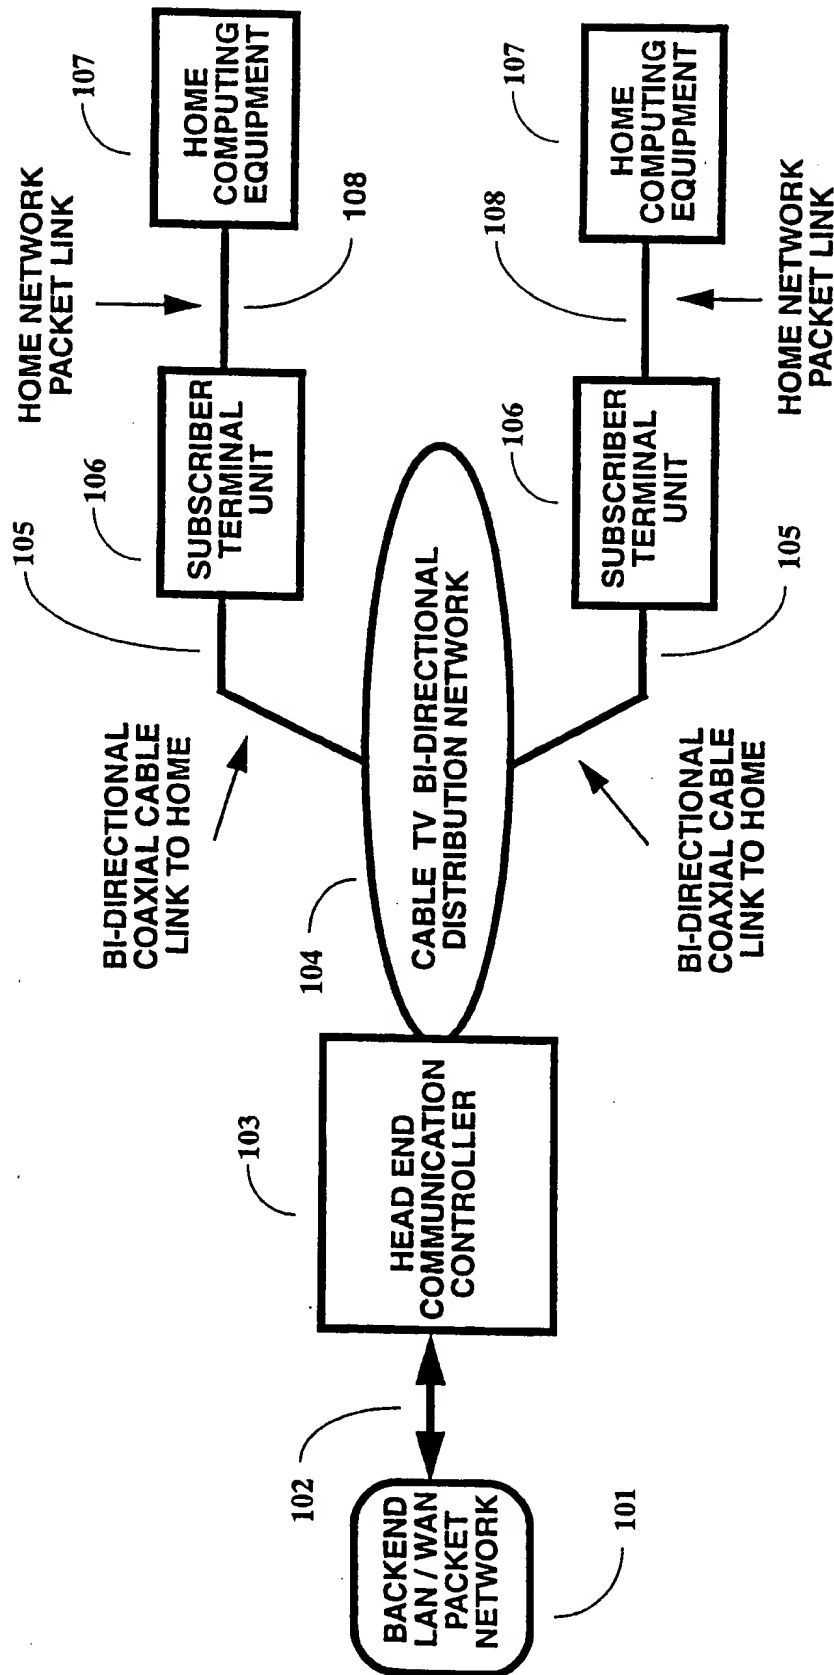 BACKEND
LAN / WAN
PACKET
NETWORK
101
102
HEAD END
COMMUNICATION
CONTROLLER
103
CABLE TV BI-DIRECTIONAL
DISTRIBUTION NETWORK
104
BI-DIRECTIONAL
COAXIAL CABLE
LINK TO HOME
105
SUBSCRIBER
TERMINAL
UNIT
106
HOME NETWORK
PACKET LINK
108
HOME
COMPUTING
EQUIPMENT
107
BI-DIRECTIONAL
COAXIAL CABLE
LINK TO HOME
105
SUBSCRIBER
TERMINAL
UNIT
106
HOME NETWORK
PACKET LINK
108
HOME
COMPUTING
EQUIPMENT
107